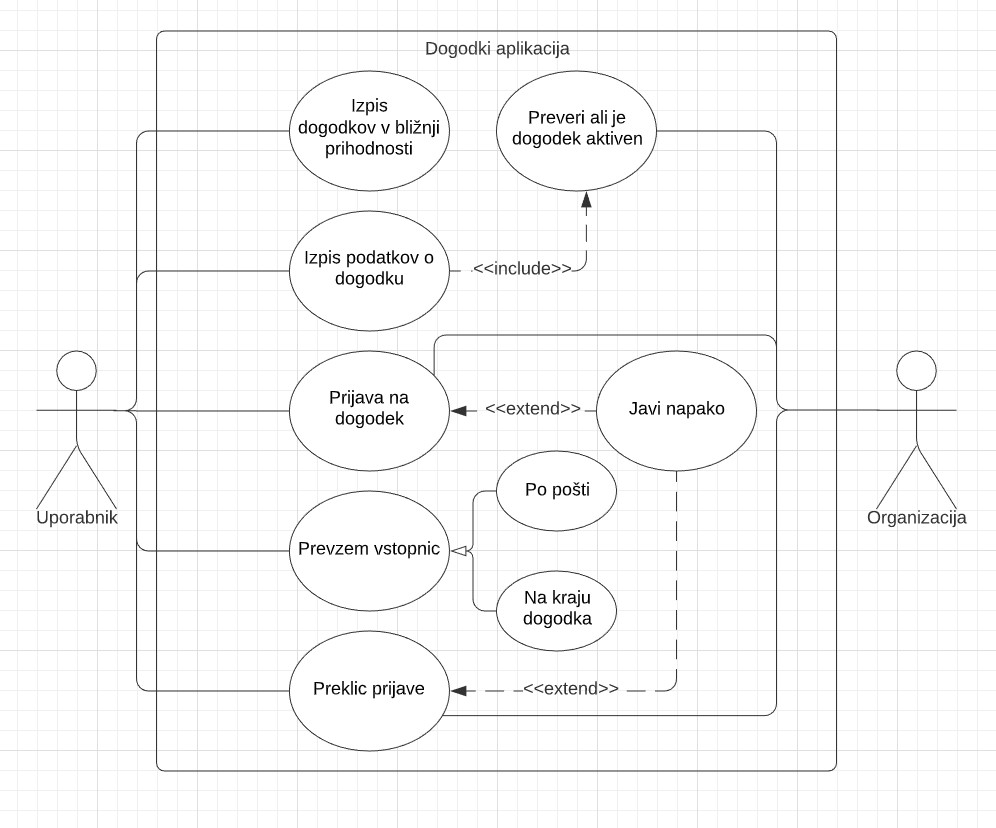 Dogodki aplikacija
Izpis
dogodkov v bližnji
prihodnosti
Preveri ali je
dogodek aktiven
Izpis podatkov o
dogodku
<<include>>
Prijava na
dogodek
<<extend>>
Javi napako
Po pošti
Uporabnik
Organizacija
Prevzem vstopnic
Na kraju
dogodka
Preklic prijave
<<extend>>